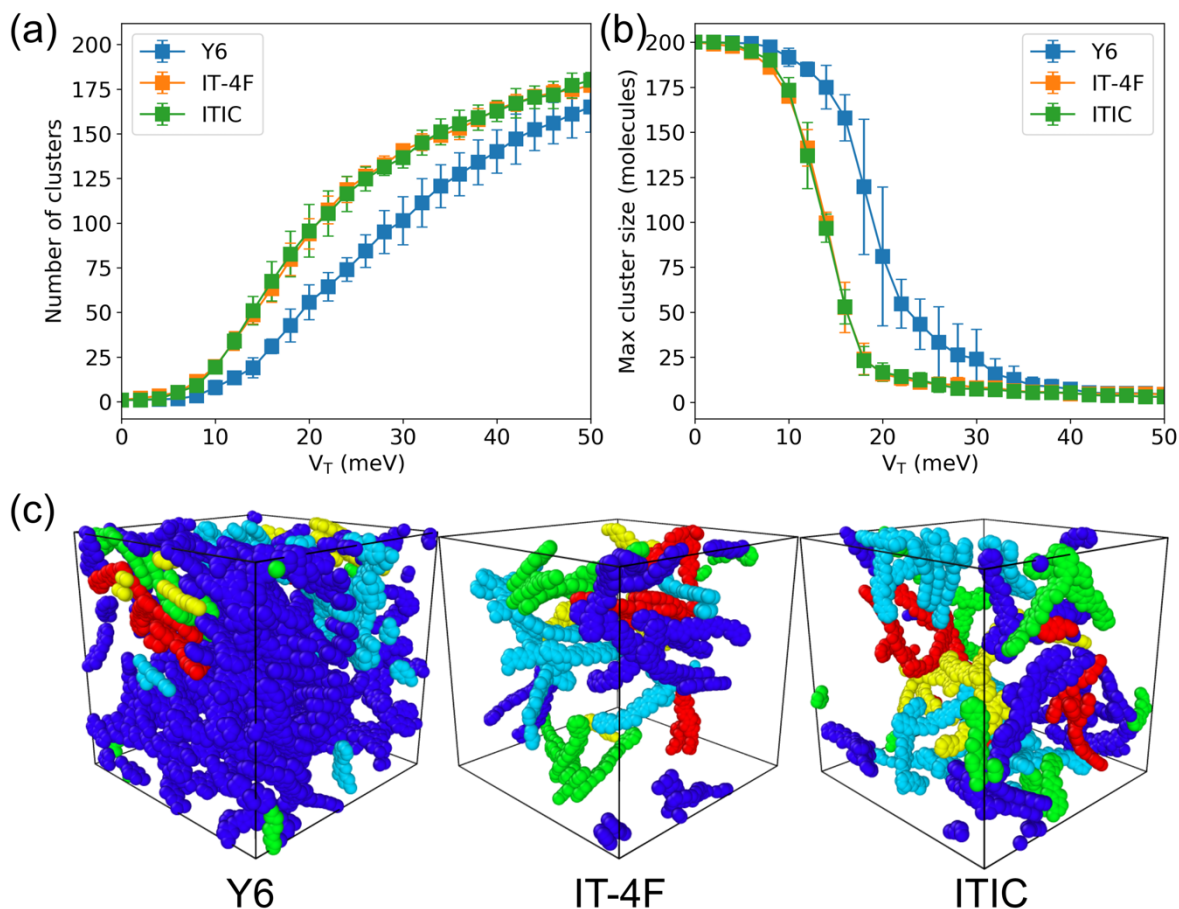 (a)
Number of clusters
200
175
150
125
100
75
50
25
0
Y6
IT-4F
ITIC
0 10 20 30 40 50
V_T (meV)
(b)
Max cluster size (molecules)
200
175
150
125
100
75
50
25
0
Y6
IT-4F
ITIC
0 10 20 30 40 50
V_T (meV)
(c)
Y6 IT-4F ITIC